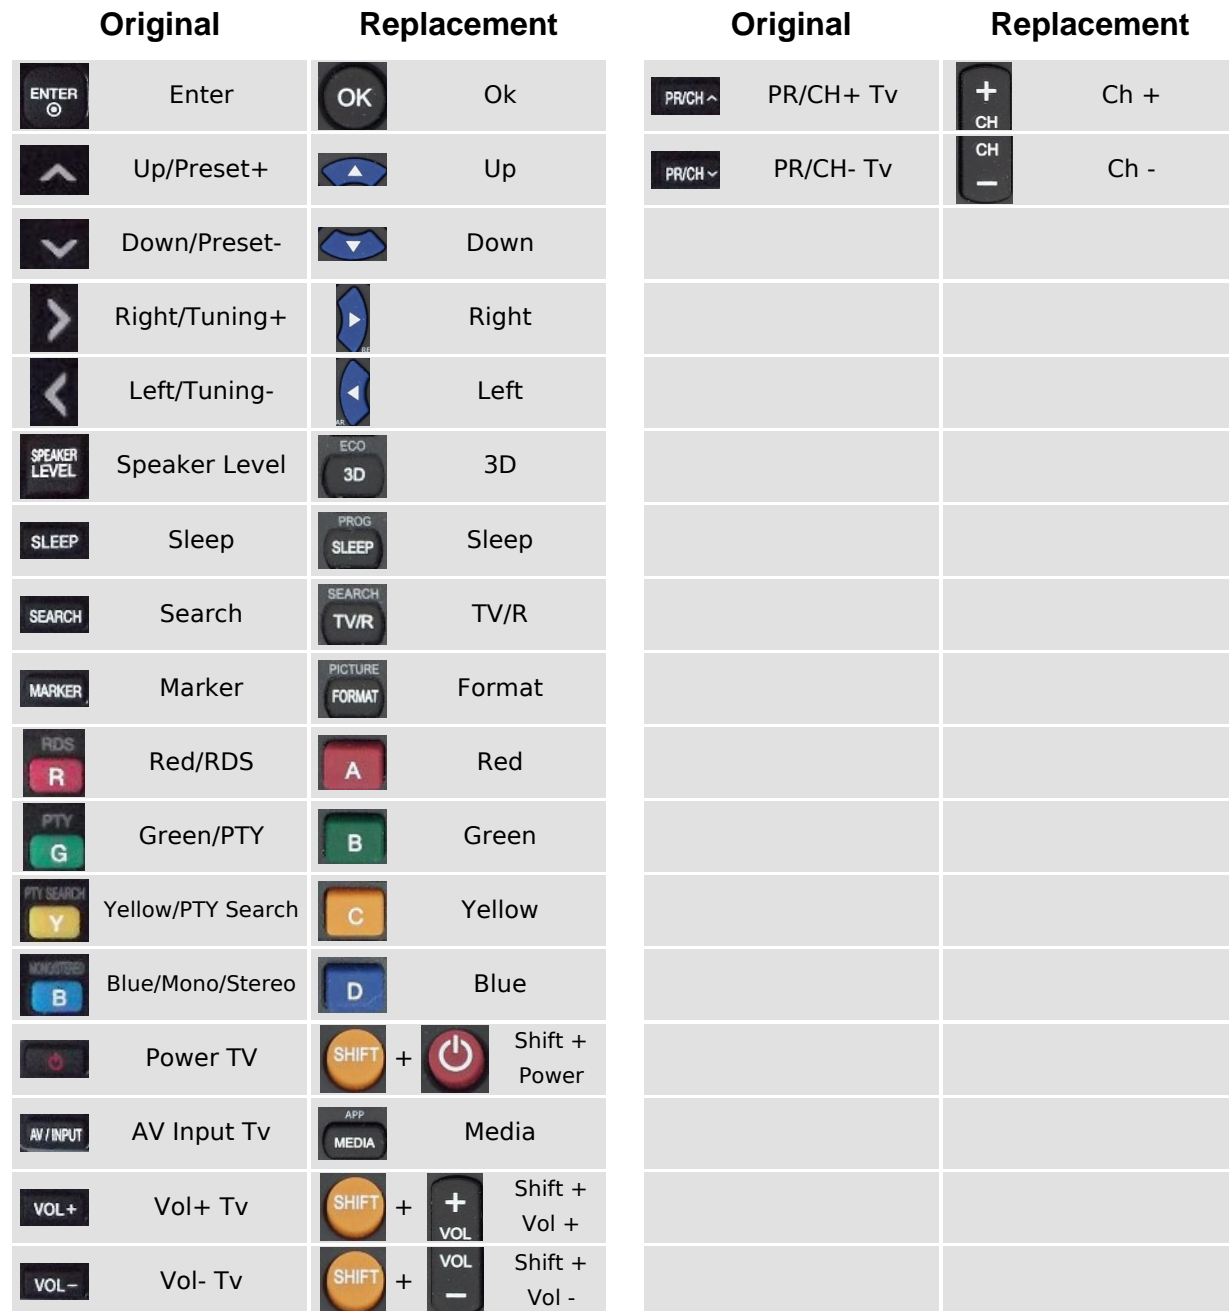 Original Replacement Original Replacement
ENTER Enter OK Ok PR/CH PR/CH+ Tv + CH Ch +
Up/Preset+ Up PR/CH PR/CH- Tv CH – Ch -
Down/Preset- Down
Right/Tuning+ Right
Left/Tuning- AR Left
SPEAKER LEVEL Speaker Level ECO 3D 3D
SLEEP Sleep PROG SLEEP Sleep
SEARCH Search SEARCH TV/R TV/R
MARKER Marker PICTURE FORMAT Format
RDS R Red/RDS A Red
PTY G Green/PTY B Green
PTY SEARCH Y Yellow/PTY Search C Yellow
MONO/STEREO B Blue/Mono/Stereo D Blue
Power TV SHIFT + Shift +
Power
AV / INPUT AV Input Tv APP MEDIA Media
VOL+ Vol+ Tv SHIFT + + VOL Shift +
Vol +
VOL– Vol- Tv SHIFT + VOL – Shift +
Vol -